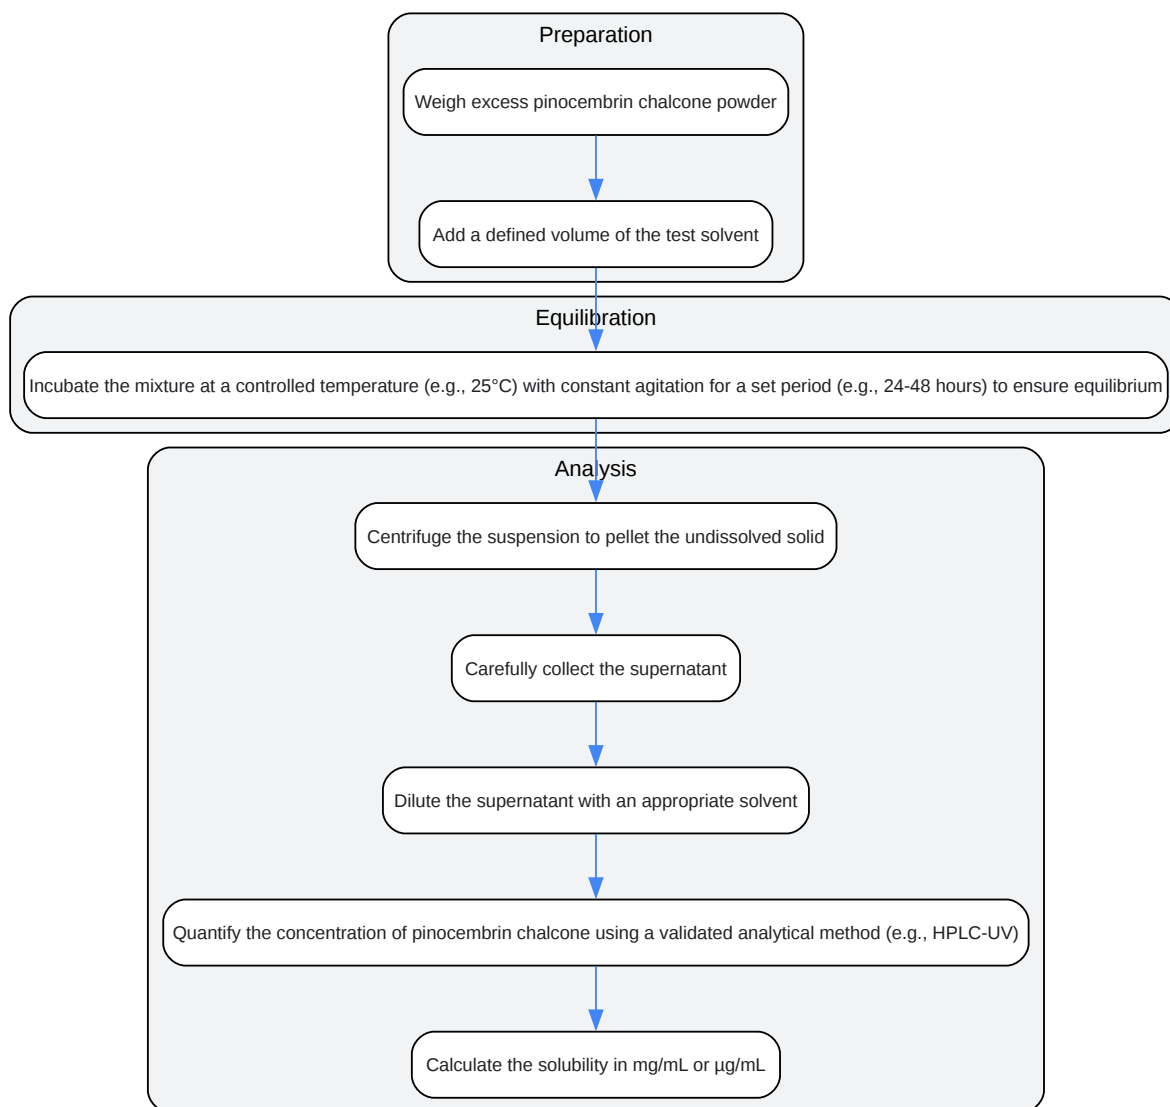 Preparation
Weigh excess pinocembrin chalcone powder
Add a defined volume of the test solvent
Equilibration
Incubate the mixture at a controlled temperature (e.g., 25°C) with constant agitation for a set period (e.g., 24-48 hours) to ensure equilibrium
Analysis
Centrifuge the suspension to pellet the undissolved solid
Carefully collect the supernatant
Dilute the supernatant with an appropriate solvent
Quantify the concentration of pinocembrin chalcone using a validated analytical method (e.g., HPLC-UV)
Calculate the solubility in mg/mL or µg/mL